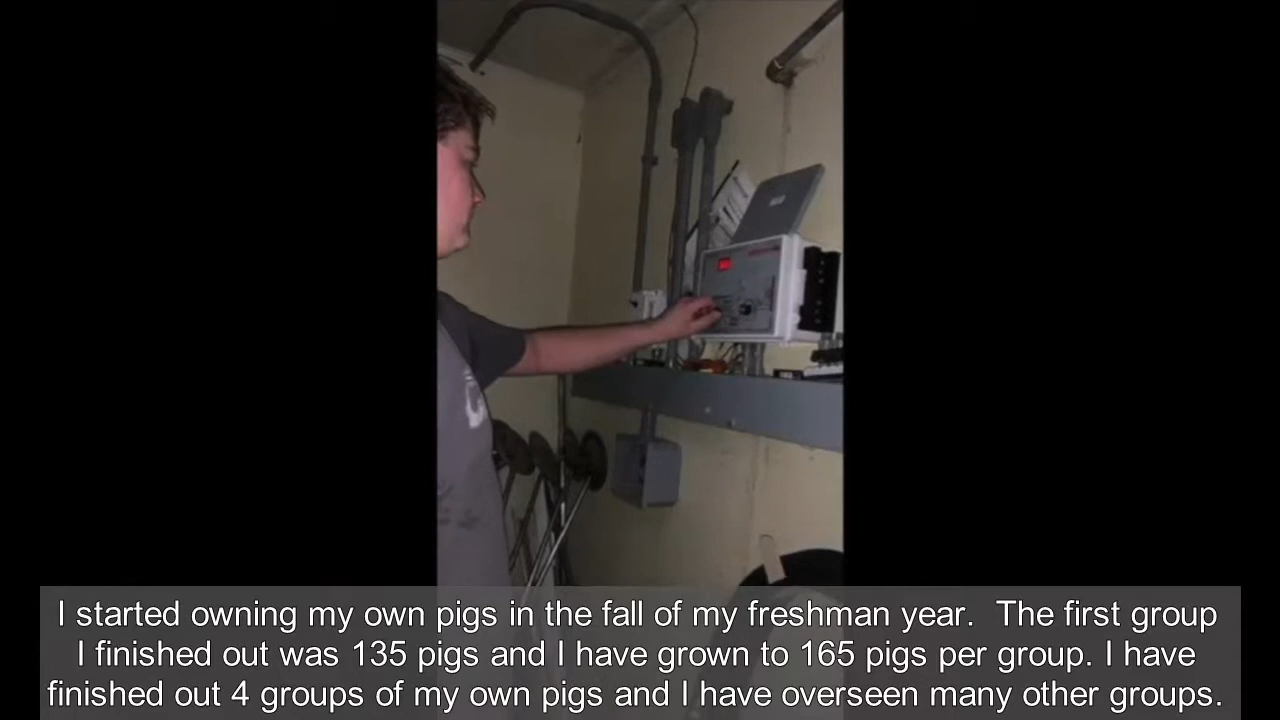 I started owning my own pigs in the fall of my freshman year.  The first group
I finished out was 135 pigs and I have grown to 165 pigs per group. I have
finished out 4 groups of my own pigs and I have overseen many other groups.